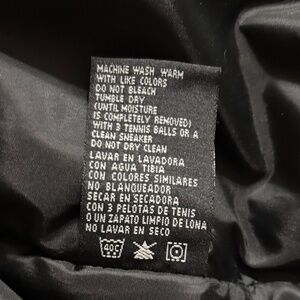 MACHINE WASH WARM
WITH LIKE COLORS
DO NOT BLEACH
TUMBLE DRY
(UNTIL MOISTURE
IS COMPLETELY REMOVED)
WITH 3 TENNIS BALLS OR A
CLEAN SNEAKER
DO NOT DRY CLEAN
LAVAR EN LAVADORA
CON AGUA TIBIA
CON COLORES SIMILARES
NO BLANQUEADOR
SECAR EN SECADORA
CON 3 PELOTAS DE TENIS
O UN ZAPATO LIMPIO DE LONA
NO LAVAR EN SECO
40C